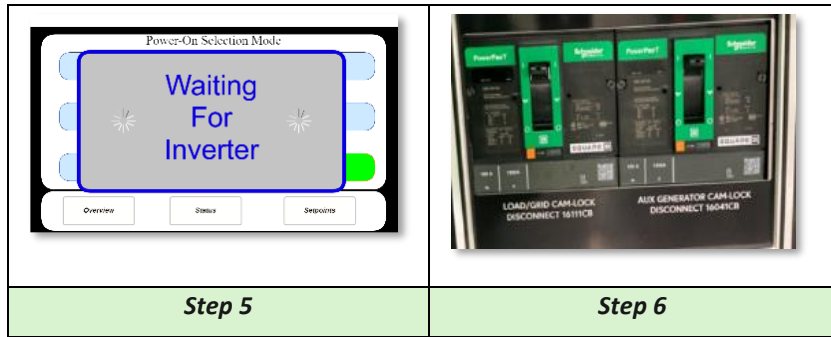 Power-On Selection Mode
Waiting
For
Inverter
Overview
Status
Setpoints
PowerPacT
Schneider
PowerPacT
Schneider
SQUARE D
SQUARE D
LOAD/GRID CAM-LOCK
DISCONNECT 16111CB
AUX GENERATOR CAM-LOCK
DISCONNECT 16041CB
Step 5
Step 6